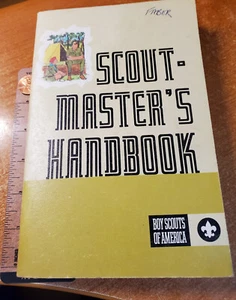 SCOUT-
MASTER'S
HANDBOOK
BOY SCOUTS
OF AMERICA